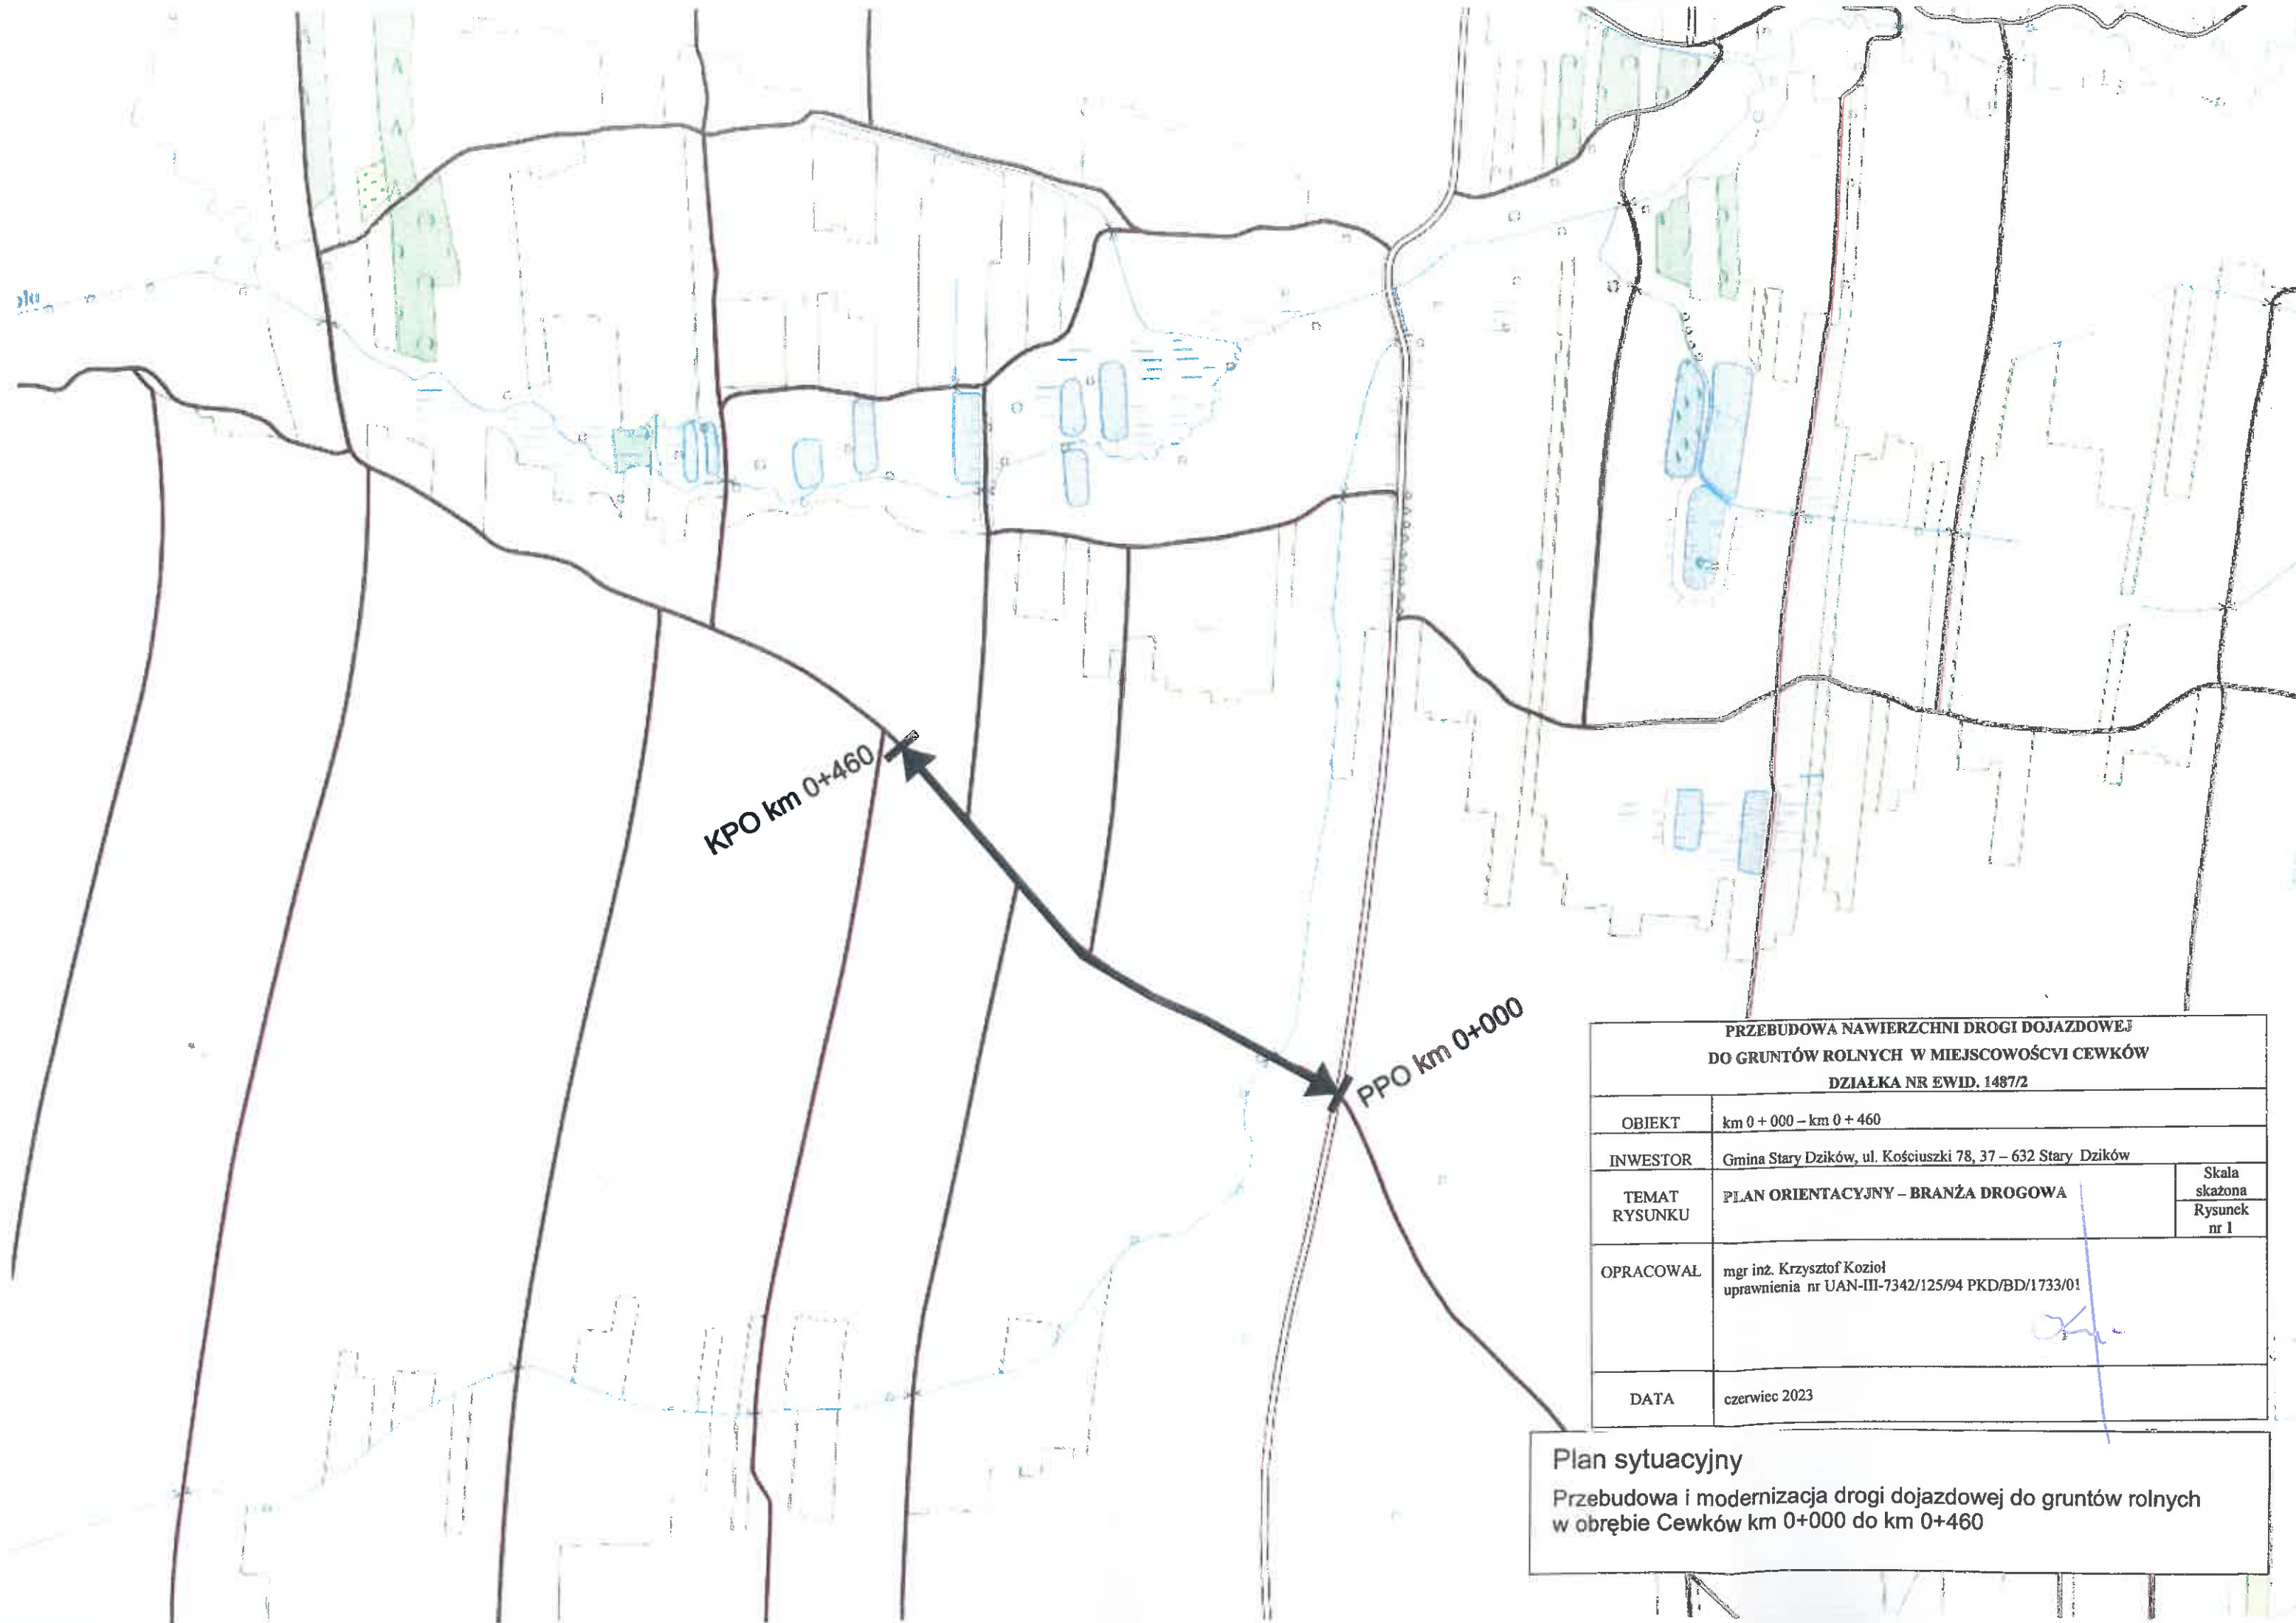 KPO km 0+460
PPO km 0+000
PRZEBUDOWA NAWIERZCHNI DROGI DOJAZDOWEJ
DO GRUNTÓW ROLNYCH W MIEJSCOWOŚCVI CEWKÓW
DZIAŁKA NR EWID. 1487/2
OBIEKT
km 0 + 000 – km 0 + 460
INWESTOR
Gmina Stary Dzików, ul. Kościuszki 78, 37 – 632 Stary Dzików
TEMAT
RYSUNKU
PLAN ORIENTACYJNY – BRANŻA DROGOWA
Skala
skażona
Rysunek
nr 1
OPRACOWAŁ
mgr inż. Krzysztof Kozioł
uprawnienia nr UAN-III-7342/125/94 PKD/BD/1733/01
DATA
czerwiec 2023
Plan sytuacyjny
Przebudowa i modernizacja drogi dojazdowej do gruntów rolnych
w obrębie Cewków km 0+000 do km 0+460